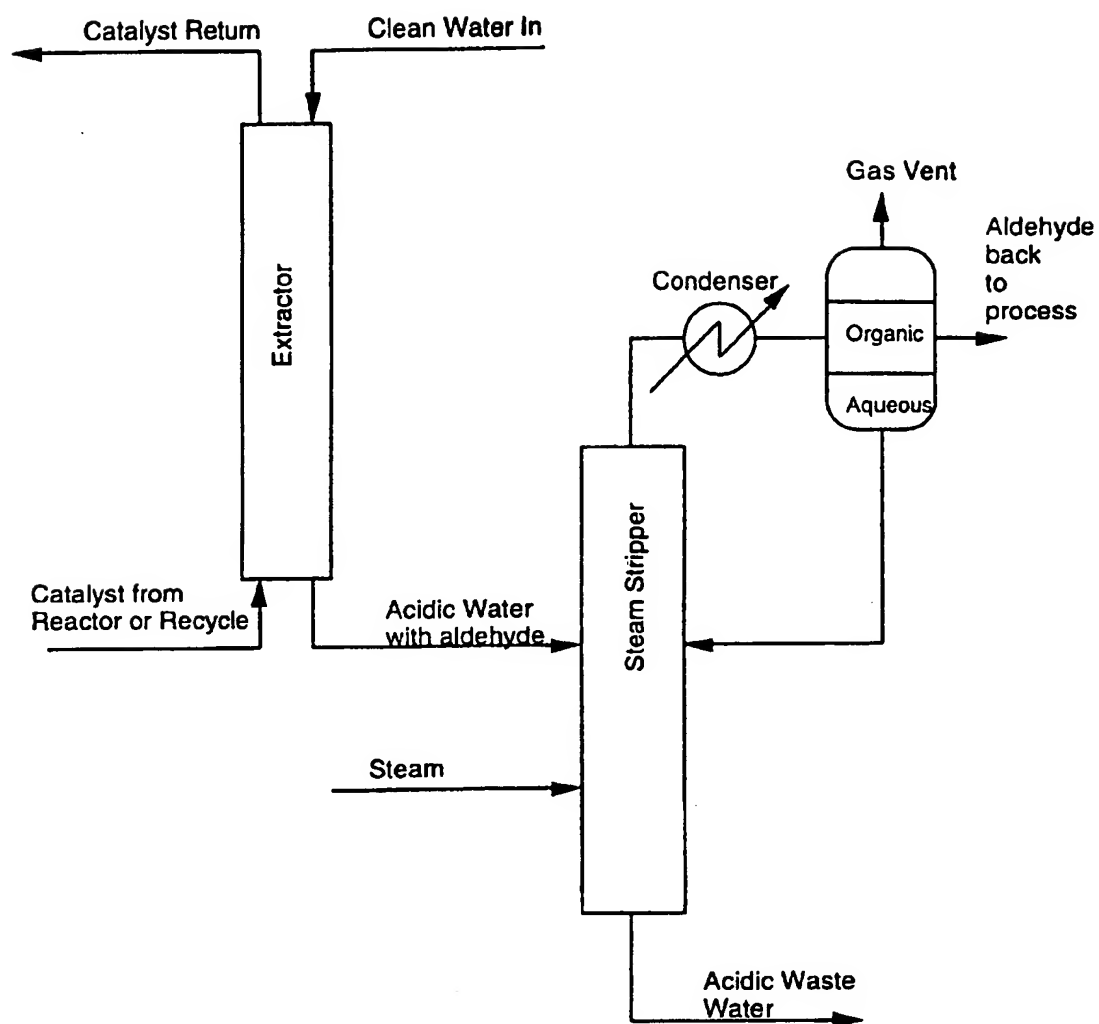 Catalyst Return
Clean Water In
Extractor
Gas Vent
Aldehyde
back
to
process
Condenser
Organic
Aqueous
Steam Stripper
Catalyst from
Reactor or Recycle
Acidic Water
with aldehyde
Steam
Acidic Waste
Water